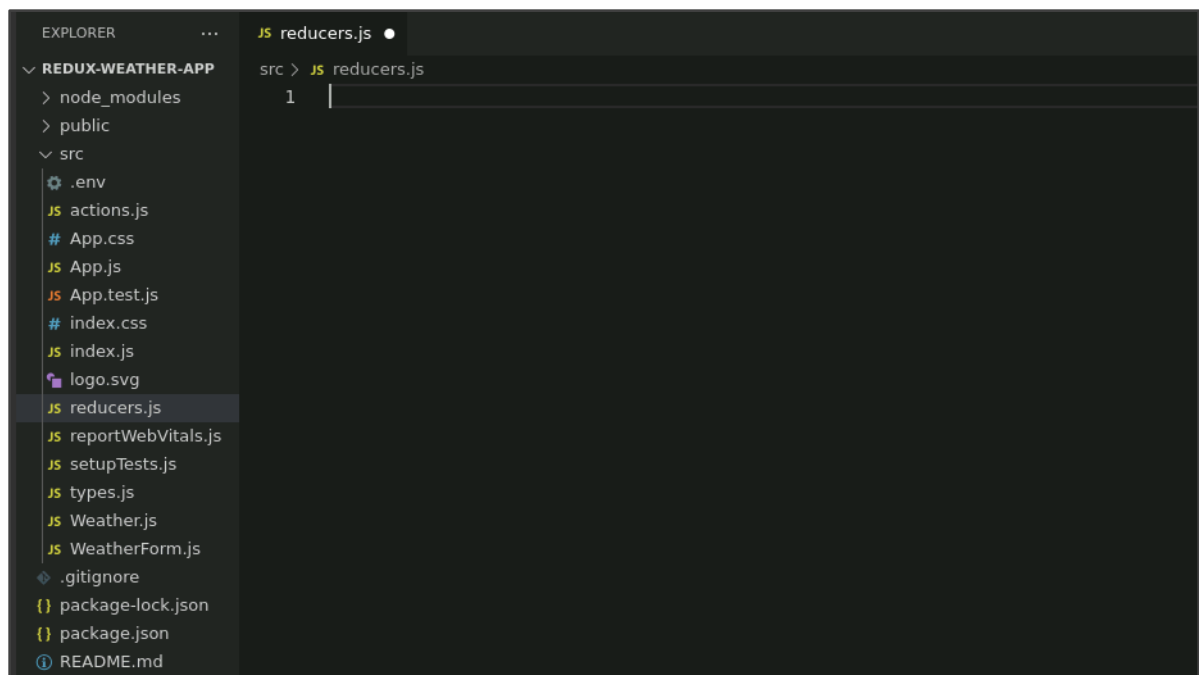 EXPLORER ...
REDUX-WEATHER-APP
node_modules
public
src
.env
JS actions.js
# App.css
JS App.js
JS App.test.js
# index.css
JS index.js
logo.svg
JS reducers.js
JS reportWebVitals.js
JS setupTests.js
JS types.js
JS Weather.js
JS WeatherForm.js
.gitignore
{} package-lock.json
{} package.json
README.md
JS reducers.js ●
src > JS reducers.js
1